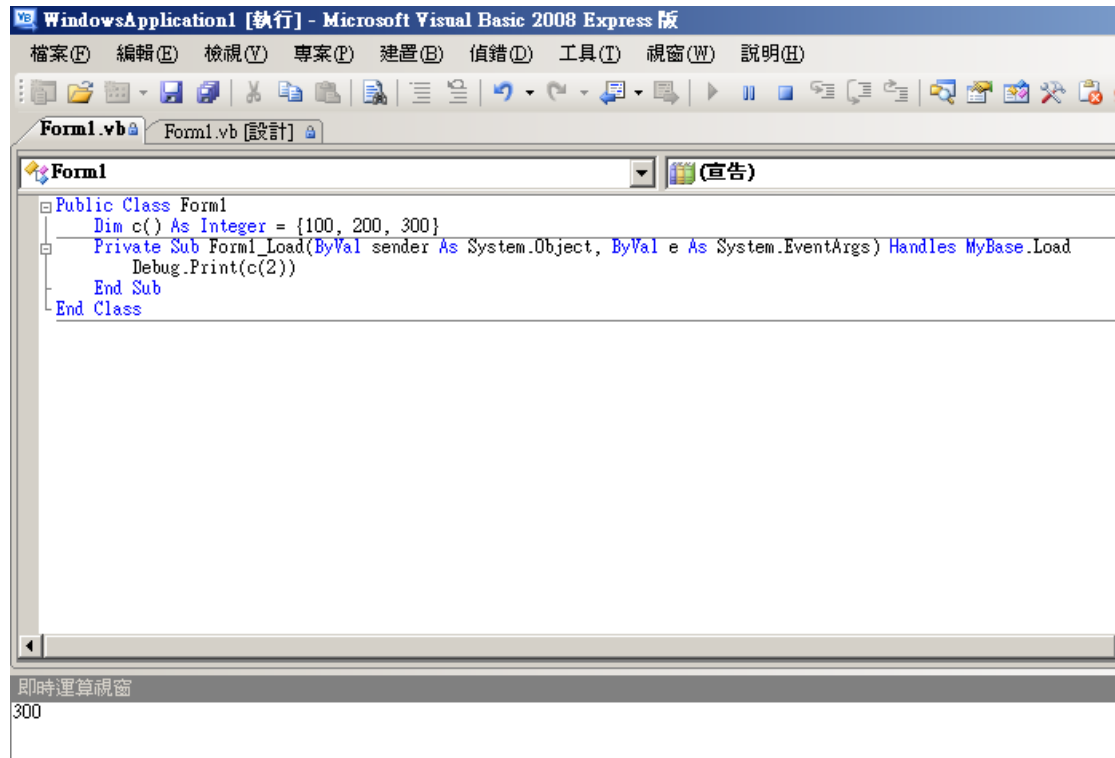 WindowsApplication1 [執行] - Microsoft Visual Basic 2008 Express 版
檔案(F) 編輯(E) 檢視(V) 專案(P) 建置(B) 偵錯(D) 工具(T) 視窗(W) 說明(H)
Form1.vb Form1.vb [設計]
Form1 (宣告)
Public Class Form1
Dim c() As Integer = {100, 200, 300}
Private Sub Form1_Load(ByVal sender As System.Object, ByVal e As System.EventArgs) Handles MyBase.Load
Debug.Print(c(2))
End Sub
End Class
即時運算視窗
300